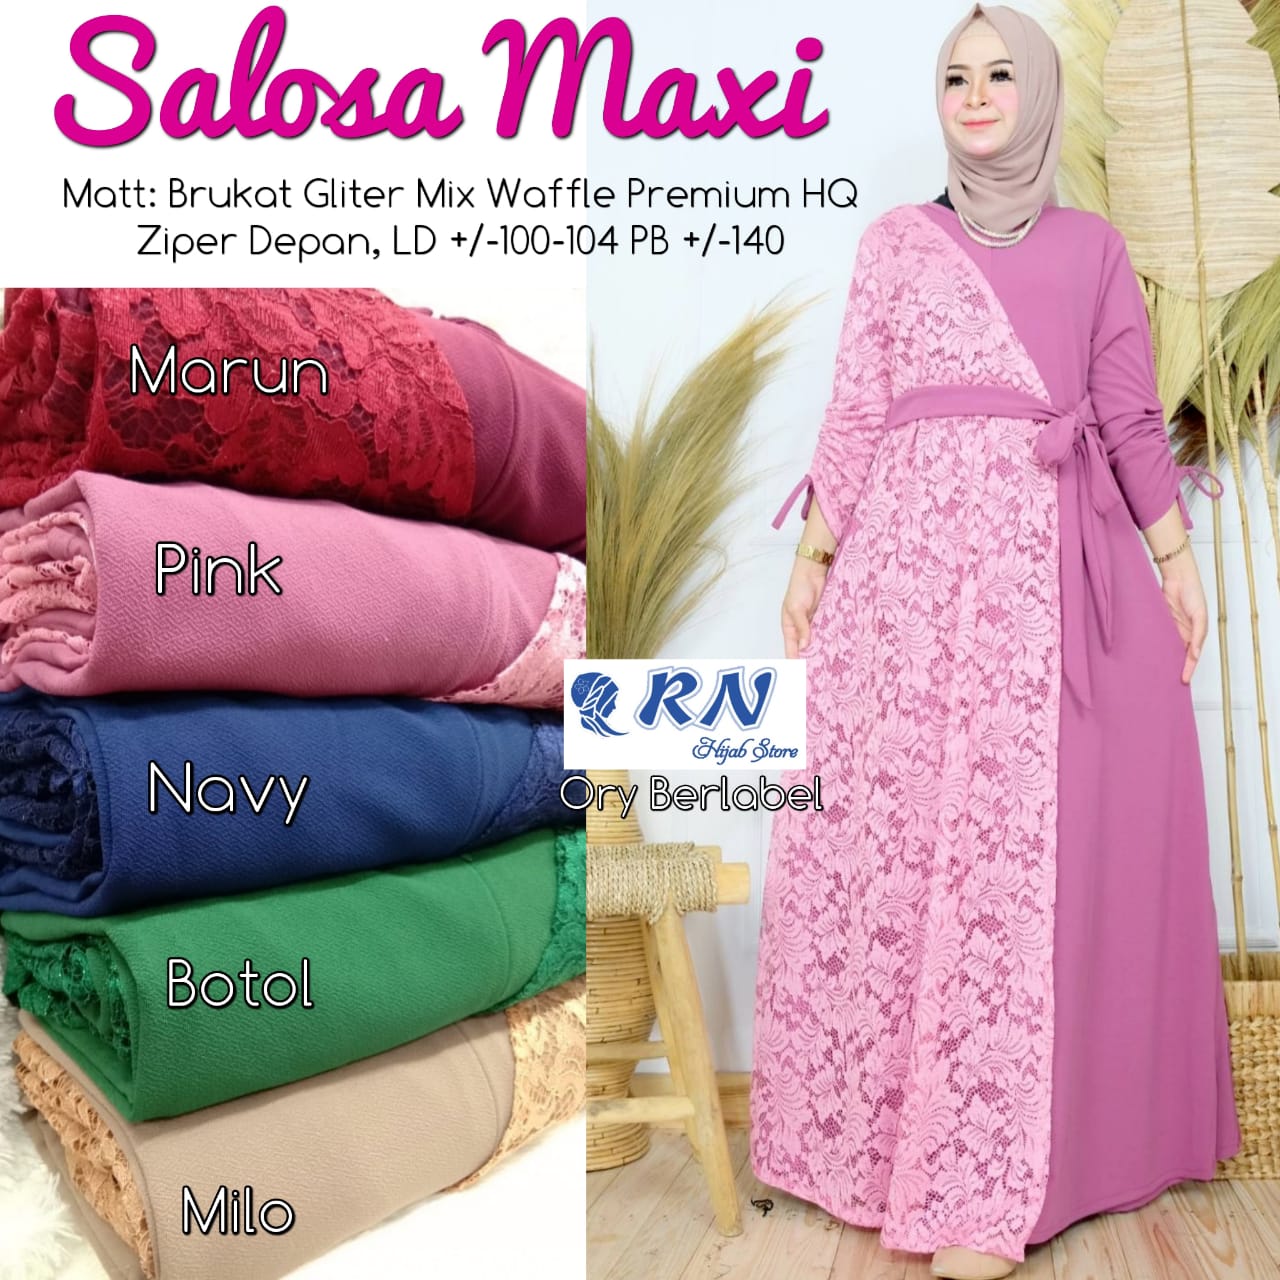 Salosa Maxi
Matt: Brukat Gliter Mix Waffle Premium HQ
Ziper Depan, LD +/-100-104 PB +/-140
Marun
Pink
Navy
Botol
Milo
RN
Hijab Store
Ory Berlabel